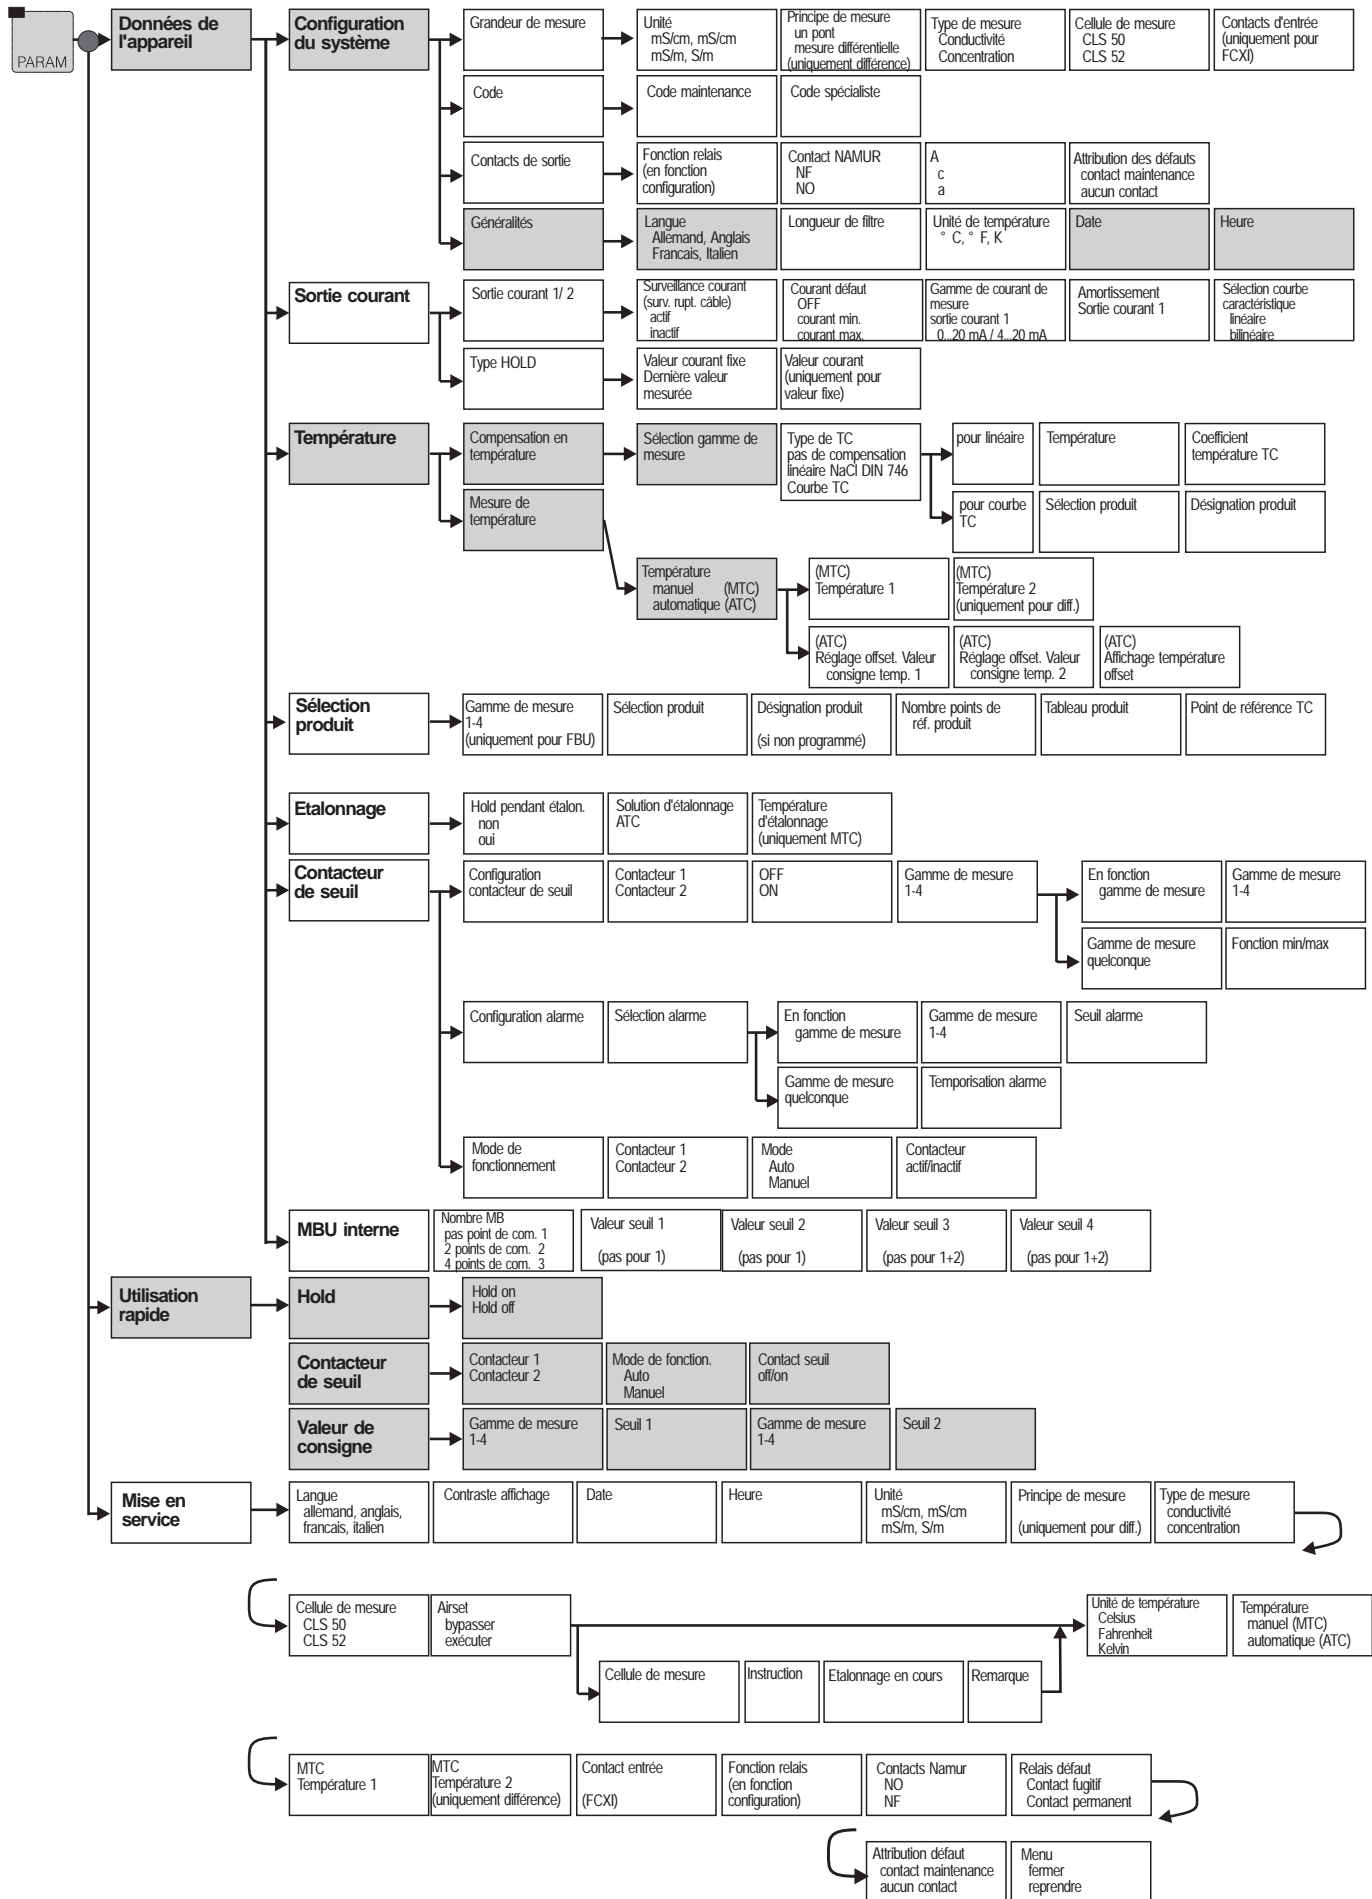 PARAM
Données de
l'appareil
Configuration
du système
Grandeur de mesure
Unité
mS/cm, mS/cm
mS/m, S/m
Principe de mesure
un pont
mesure différentielle
(uniquement différence)
Type de mesure
Conductivité
Concentration
Cellule de mesure
CLS 50
CLS 52
Contacts d'entrée
(uniquement pour
FCXI)
Code
Code maintenance
Code spécialiste
Contacts de sortie
Fonction relais
(en fonction
configuration)
Contact NAMUR
NF
NO
A
c
a
Attribution des défauts
contact maintenance
aucun contact
Généralités
Langue
Allemand, Anglais
Francais, Italien
Longueur de filtre
Unité de température
° C, ° F, K
Date
Heure
Sortie courant
Sortie courant 1/ 2
Surveillance courant
(surv. rupt. câble)
actif
inactif
Courant défaut
OFF
courant min.
courant max.
Gamme de courant de
mesure
sortie courant 1
0...20 mA / 4...20 mA
Amortissement
Sortie courant 1
Sélection courbe
caractéristique
linéaire
bilinéaire
Type HOLD
Valeur courant fixe
Dernière valeur
mesurée
Valeur courant
(uniquement pour
valeur fixe)
Température
Compensation en
température
Sélection gamme de
mesure
Type de TC
pas de compensation
linéaire NaCl DIN 746
Courbe TC
pour linéaire
Température
Coefficient
température TC
pour courbe
TC
Sélection produit
Désignation produit
Mesure de
température
Température
manuel (MTC)
automatique (ATC)
(MTC)
Température 1
(MTC)
Température 2
(uniquement pour diff.)
(ATC)
Réglage offset. Valeur
consigne temp. 1
(ATC)
Réglage offset. Valeur
consigne temp. 2
(ATC)
Affichage température
offset
Sélection
produit
Gamme de mesure
1-4
(uniquement pour FBU)
Sélection produit
Désignation produit
(si non programmé)
Nombre points de
réf. produit
Tableau produit
Point de référence TC
Etalonnage
Hold pendant étalon.
non
oui
Solution d'étalonnage
ATC
Température
d'étalonnage
(uniquement MTC)
Contacteur
de seuil
Configuration
contacteur de seuil
Contacteur 1
Contacteur 2
OFF
ON
Gamme de mesure
1-4
En fonction
gamme de mesure
Gamme de mesure
1-4
Gamme de mesure
quelconque
Fonction min/max
Configuration alarme
Sélection alarme
En fonction
gamme de mesure
Gamme de mesure
1-4
Seuil alarme
Gamme de mesure
quelconque
Temporisation alarme
Mode de
fonctionnement
Contacteur 1
Contacteur 2
Mode
Auto
Manuel
Contacteur
actif/inactif
MBU interne
Nombre MB
pas point de com. 1
2 points de com. 2
4 points de com. 3
Valeur seuil 1
(pas pour 1)
Valeur seuil 2
(pas pour 1)
Valeur seuil 3
(pas pour 1+2)
Valeur seuil 4
(pas pour 1+2)
Utilisation
rapide
Hold
Hold on
Hold off
Contacteur
de seuil
Contacteur 1
Contacteur 2
Mode de fonction.
Auto
Manuel
Contact seuil
off/on
Valeur de
consigne
Gamme de mesure
1-4
Seuil 1
Gamme de mesure
1-4
Seuil 2
Mise en
service
Langue
allemand, anglais,
francais, italien
Contraste affichage
Date
Heure
Unité
mS/cm, mS/cm
mS/m, S/m
Principe de mesure
(uniquement pour diff.)
Type de mesure
conductivité
concentration
Cellule de mesure
CLS 50
CLS 52
Airset
bypasser
exécuter
Cellule de mesure
Instruction
Etalonnage en cours
Remarque
Unité de température
Celsius
Fahrenheit
Kelvin
Température
manuel (MTC)
automatique (ATC)
MTC
Température 1
MTC
Température 2
(uniquement différence)
Contact entrée
(FCXI)
Fonction relais
(en fonction
configuration)
Contacts Namur
NO
NF
Relais défaut
Contact fugitif
Contact permanent
Attribution défaut
contact maintenance
aucun contact
Menu
fermer
reprendre